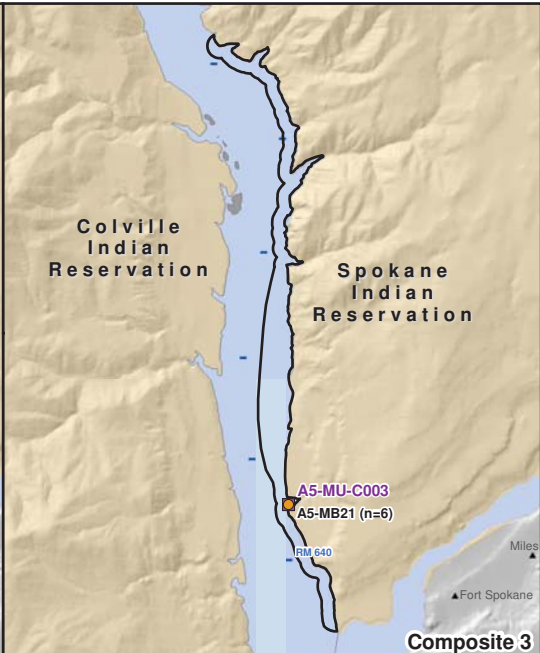 Colville
Indian
Reservation
Spokane
Indian
Reservation
A5-MU-C003
A5-MB21 (n=6)
RM 640
Miles
Fort Spokane
Composite 3